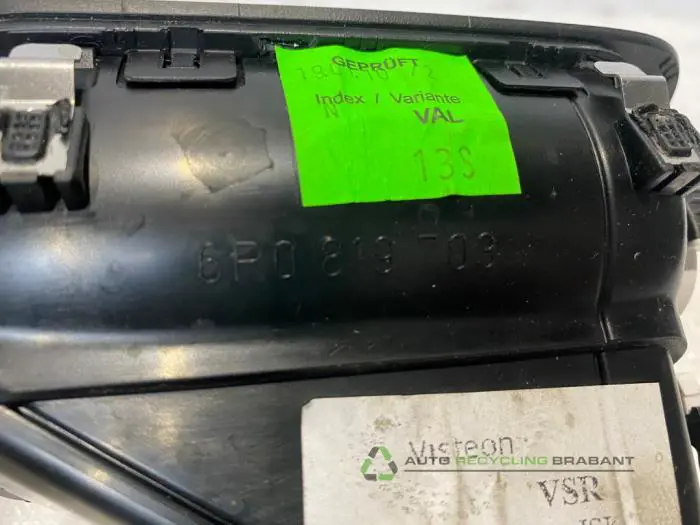 GEPRÜFT
Index / Variante
N VAL
13S
6R0 819 703
Visteon
AUTO RECYCLING BRABANT
VSR